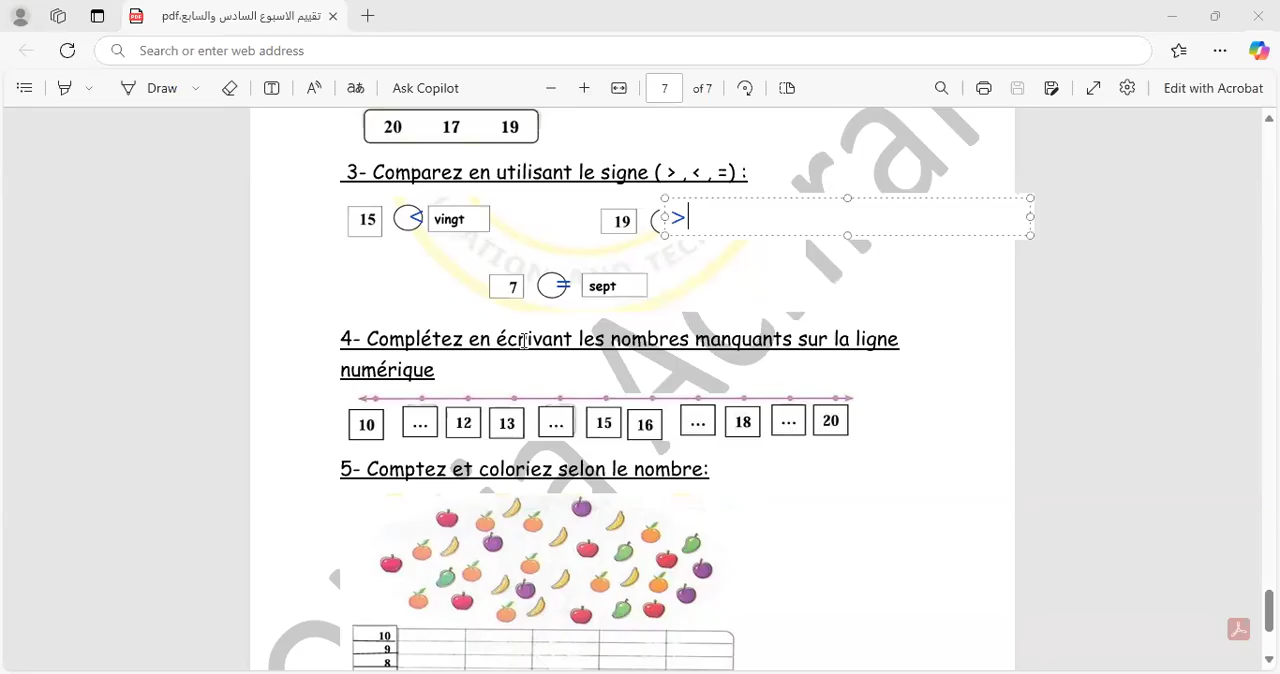 تقييم الاسبوع السادس والسابع.pdf
Search or enter web address
Draw
Ask Copilot
7 of 7
Edit with Acrobat
20 17 19
3- Comparez en utilisant le signe ( > , < , =) :
15 < vingt 19 >
7 = sept
4- Complétez en écrivant les nombres manquants sur la ligne
numérique
10 ... 12 13 ... 15 16 ... 18 ... 20
5- Comptez et coloriez selon le nombre:
10
9
8